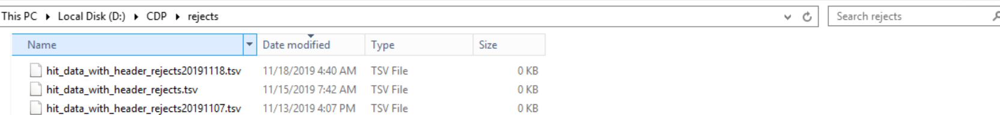 This PC Local Disk (D:) CDP rejects Search rejects
Name Date modified Type Size
hit_data_with_header_rejects20191118.tsv 11/18/2019 4:40 AM TSV File 0 KB
hit_data_with_header_rejects.tsv 11/15/2019 7:42 AM TSV File 0 KB
hit_data_with_header_rejects20191107.tsv 11/13/2019 4:07 PM TSV File 0 KB